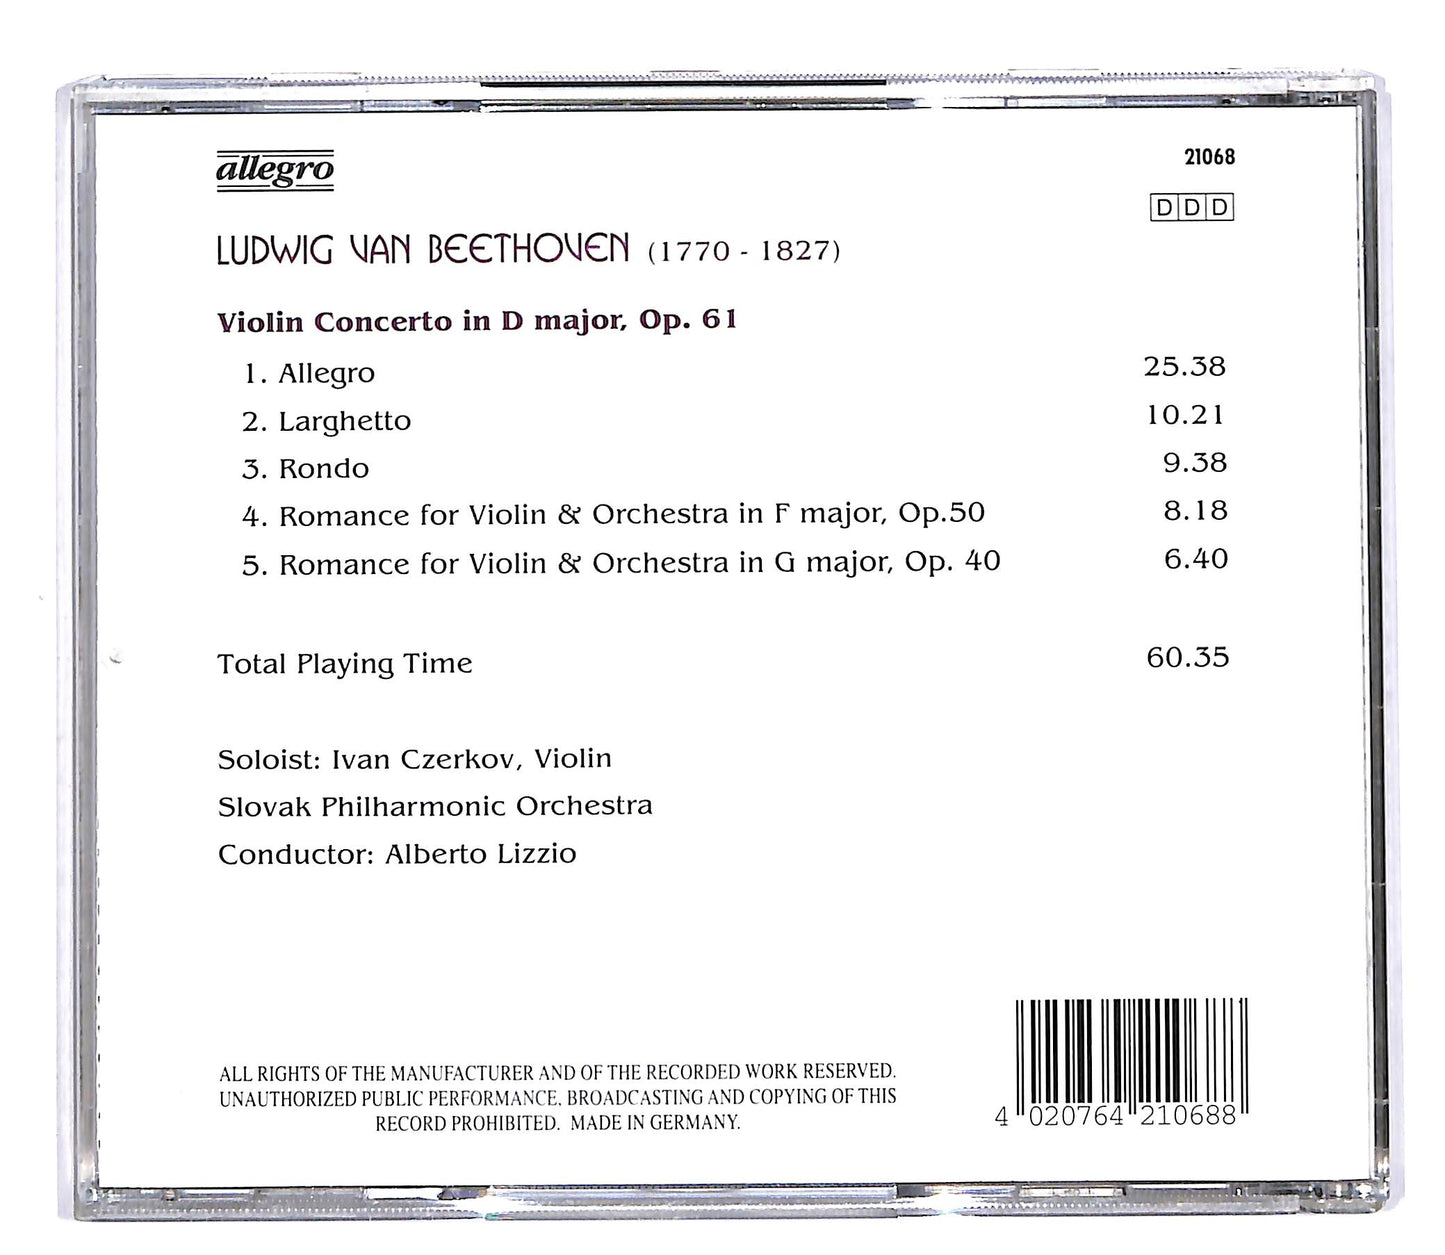 allegro 21068
DDD
LUDWIG VAN BEETHOVEN (1770 - 1827)
Violin Concerto in D major, Op. 61
1. Allegro 25.38
2. Larghetto 10.21
3. Rondo 9.38
4. Romance for Violin & Orchestra in F major, Op.50 8.18
5. Romance for Violin & Orchestra in G major, Op. 40 6.40
Total Playing Time 60.35
Soloist: Ivan Czerkov, Violin
Slovak Philharmonic Orchestra
Conductor: Alberto Lizzio
ALL RIGHTS OF THE MANUFACTURER AND OF THE RECORDED WORK RESERVED.
UNAUTHORIZED PUBLIC PERFORMANCE, BROADCASTING AND COPYING OF THIS
RECORD PROHIBITED. MADE IN GERMANY.
4 020764 210688